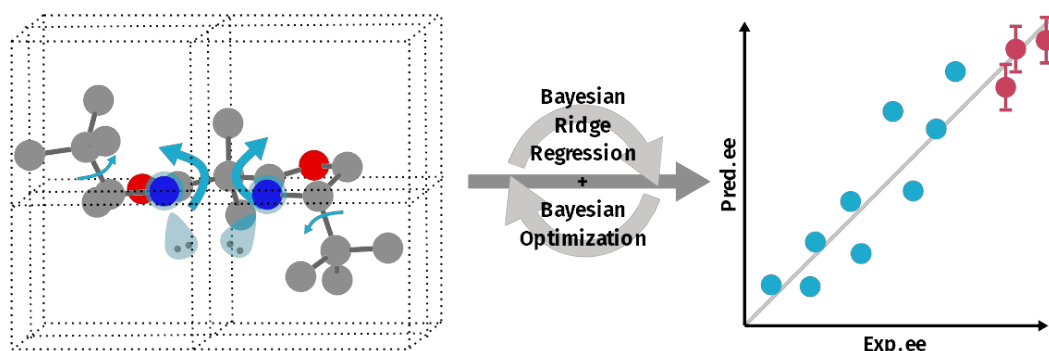 Bayesian
Ridge
Regression
+
Bayesian
Optimization
Pred.ee
Exp.ee